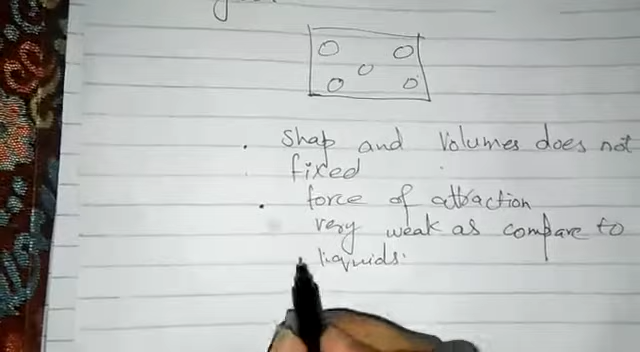 . shap and volumes does not
fixed
. force of attraction
very weak as compare to
liquids.